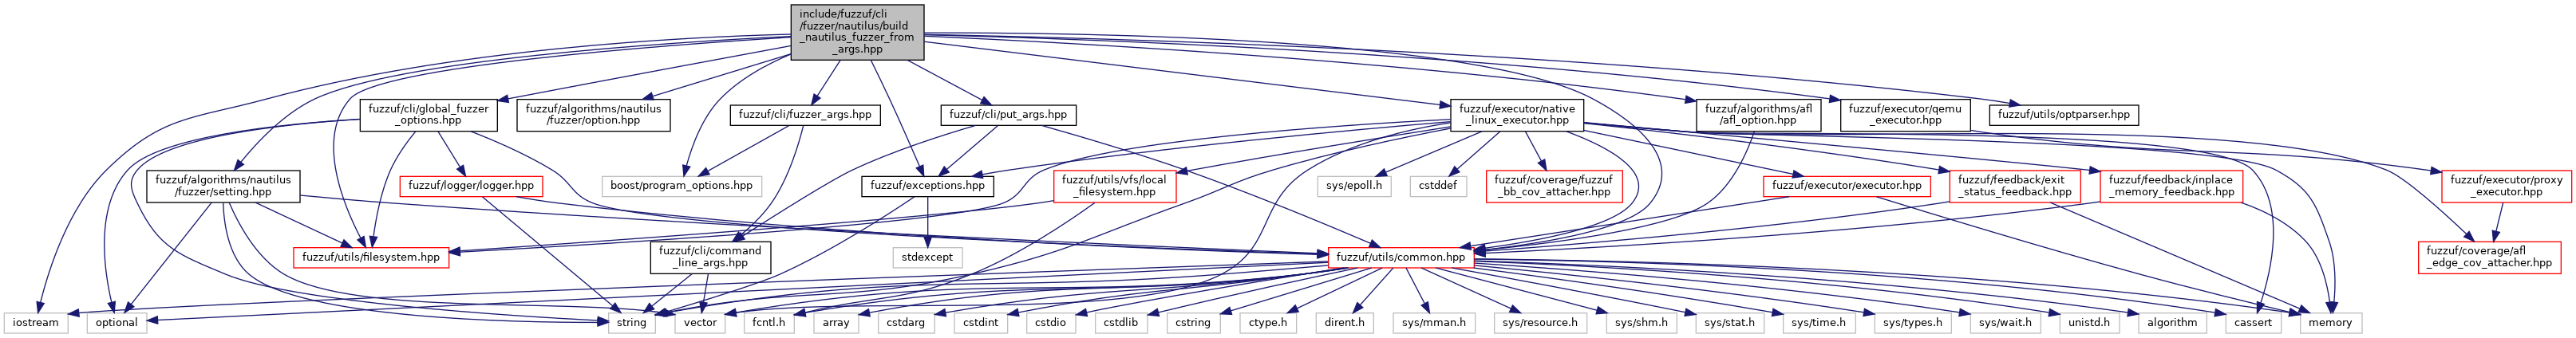 include/fuzzuf/cli
/fuzzer/nautilus/build
_nautilus_fuzzer_from
_args.hpp
fuzzuf/cli/global_fuzzer
_options.hpp
fuzzuf/algorithms/nautilus
/fuzzer/option.hpp
fuzzuf/cli/fuzzer_args.hpp
fuzzuf/cli/put_args.hpp
fuzzuf/executor/native
_linux_executor.hpp
fuzzuf/algorithms/afl
/afl_option.hpp
fuzzuf/executor/qemu
_executor.hpp
fuzzuf/utils/optparser.hpp
fuzzuf/algorithms/nautilus
/fuzzer/setting.hpp
fuzzuf/logger/logger.hpp
boost/program_options.hpp
fuzzuf/exceptions.hpp
fuzzuf/utils/vfs/local
_filesystem.hpp
sys/epoll.h
cstddef
fuzzuf/coverage/fuzzuf
_bb_cov_attacher.hpp
fuzzuf/executor/executor.hpp
fuzzuf/feedback/exit
_status_feedback.hpp
fuzzuf/feedback/inplace
_memory_feedback.hpp
fuzzuf/executor/proxy
_executor.hpp
fuzzuf/utils/filesystem.hpp
fuzzuf/cli/command
_line_args.hpp
stdexcept
fuzzuf/utils/common.hpp
fuzzuf/coverage/afl
_edge_cov_attacher.hpp
iostream
optional
string
vector
fcntl.h
array
cstdarg
cstdint
cstdio
cstdlib
cstring
ctype.h
dirent.h
sys/mman.h
sys/resource.h
sys/shm.h
sys/stat.h
sys/time.h
sys/types.h
sys/wait.h
unistd.h
algorithm
cassert
memory